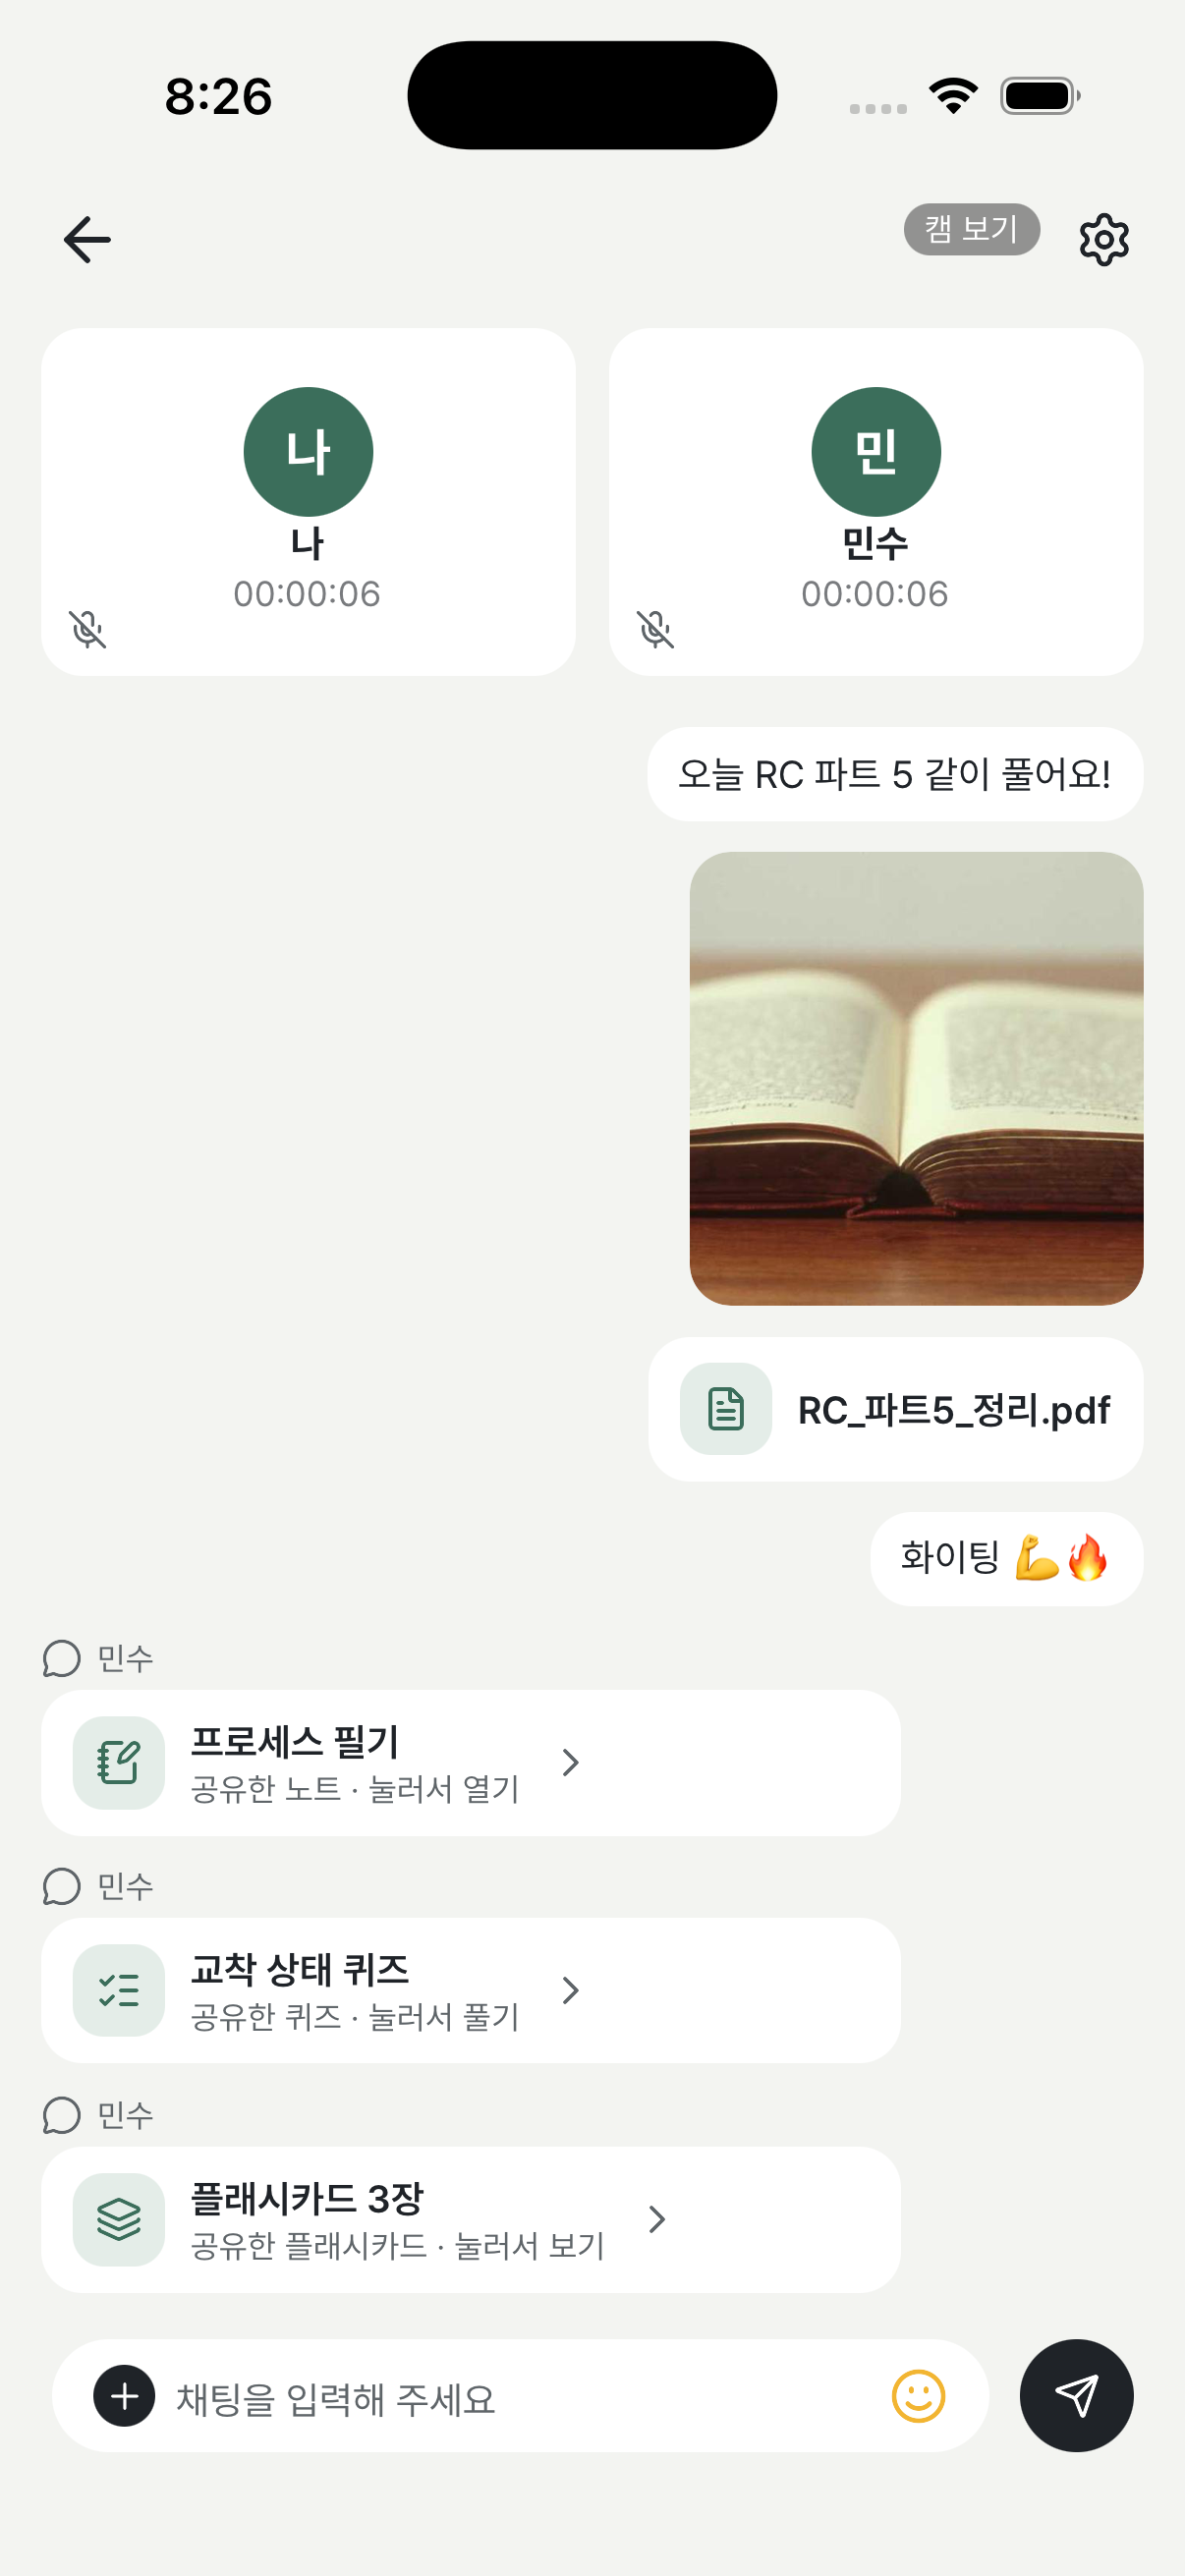 8:26
캠 보기
나
민
나
민수
00:00:06
00:00:06
오늘 RC 파트 5 같이 풀어요!
RC_파트5_정리.pdf
화이팅 💪🔥
민수
프로세스 필기
공유한 노트 · 눌러서 열기
민수
교착 상태 퀴즈
공유한 퀴즈 · 눌러서 풀기
민수
플래시카드 3장
공유한 플래시카드 · 눌러서 보기
채팅을 입력해 주세요